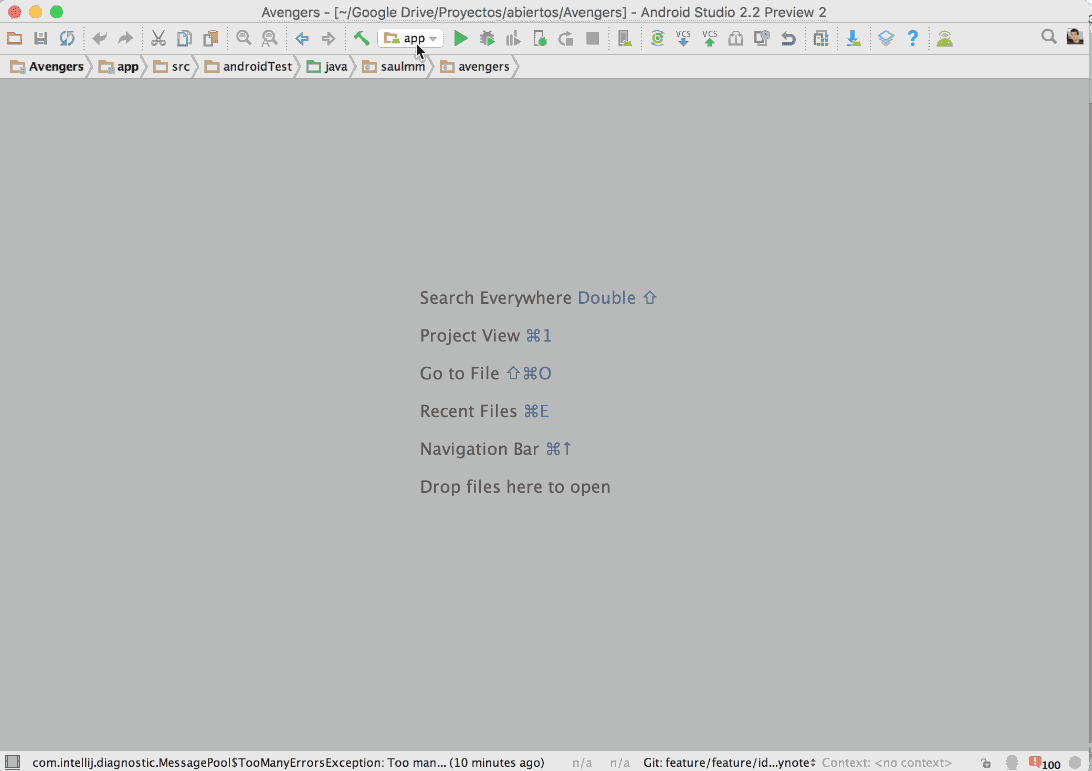 Avengers - [~/Google Drive/Proyectos/abiertos/Avengers] - Android Studio 2.2 Preview 2
app VCS VCS ?
Avengers app src androidTest java saulmm avengers
Search Everywhere Double ⇧
Project View ⌘1
Go to File ⇧⌘O
Recent Files ⌘E
Navigation Bar ⌘↑
Drop files here to open
com.intellij.diagnostic.MessagePool$TooManyErrorsException: Too man... (10 minutes ago) n/a n/a Git: feature/feature/id...ynote Context: <no context> 100